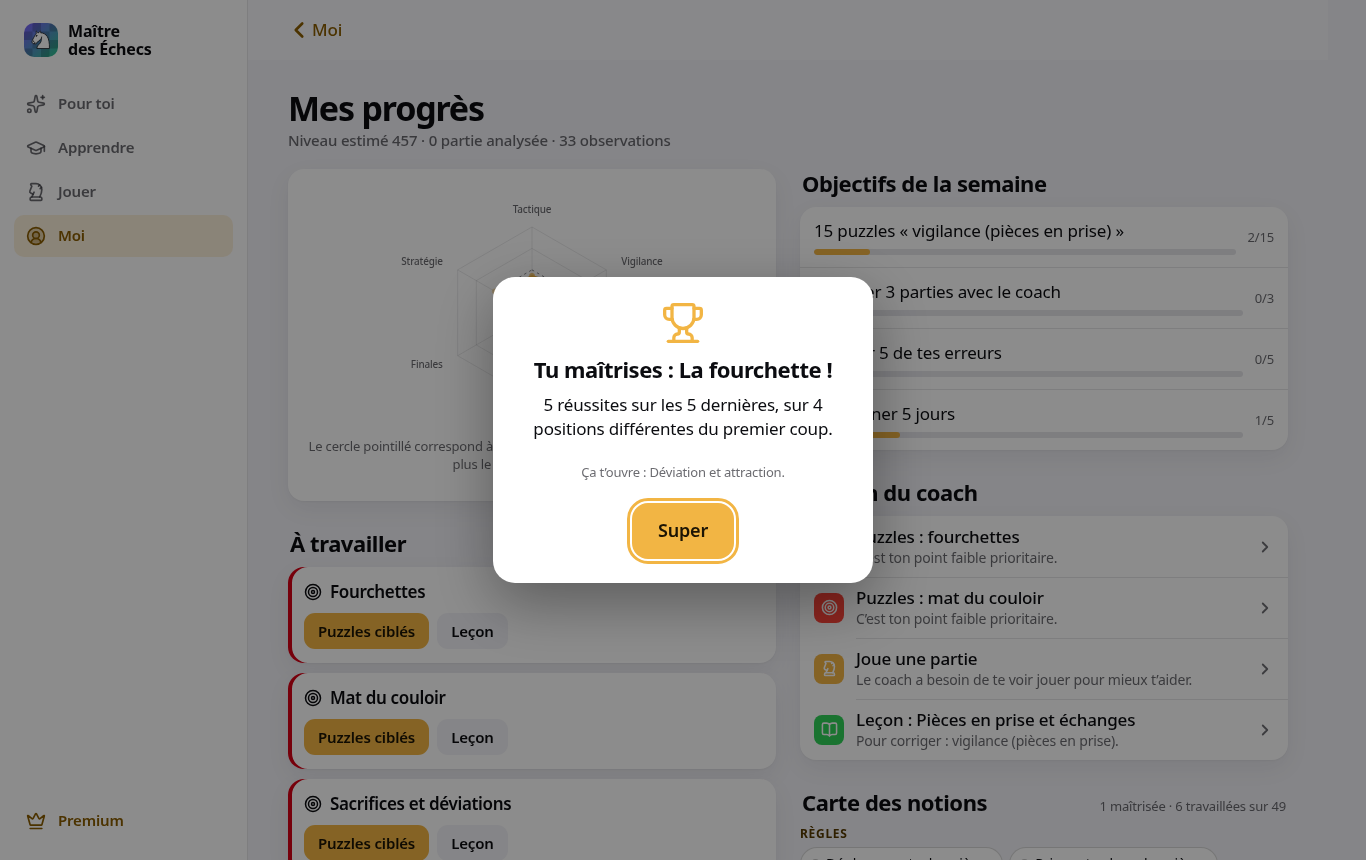 Maître
des Échecs
Pour toi
Apprendre
Jouer
Moi
Premium
Moi
Mes progrès
Niveau estimé 457 · 0 partie analysée · 33 observations
Tactique
Stratégie
Vigilance
Finales
Le cercle pointillé correspond à
plus le
À travailler
Fourchettes
Puzzles ciblés
Leçon
Mat du couloir
Puzzles ciblés
Leçon
Sacrifices et déviations
Puzzles ciblés
Leçon
Tu maîtrises : La fourchette !
5 réussites sur les 5 dernières, sur 4
positions différentes du premier coup.
Ça t’ouvre : Déviation et attraction.
Super
Objectifs de la semaine
15 puzzles « vigilance (pièces en prise) »
2/15
3 parties avec le coach
0/3
5 de tes erreurs
0/5
5 jours
1/5
du coach
fourchettes
ton point faible prioritaire.
Puzzles : mat du couloir
C’est ton point faible prioritaire.
Joue une partie
Le coach a besoin de te voir jouer pour mieux t’aider.
Leçon : Pièces en prise et échanges
Pour corriger : vigilance (pièces en prise).
Carte des notions
1 maîtrisée · 6 travaillées sur 49
RÈGLES